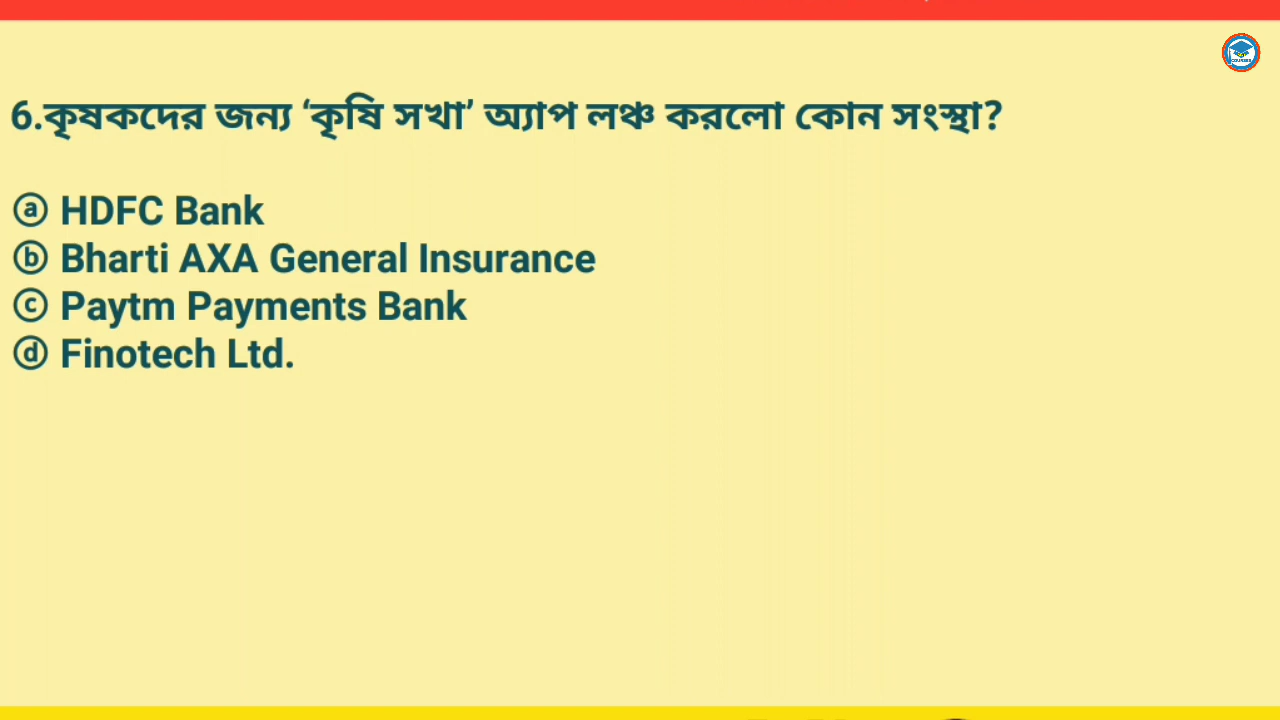 6.কৃষকদের জন্য ‘কৃষি সখা’ অ্যাপ লঞ্চ করলো কোন সংস্থা?
ⓐ HDFC Bank
ⓑ Bharti AXA General Insurance
ⓒ Paytm Payments Bank
ⓓ Finotech Ltd.